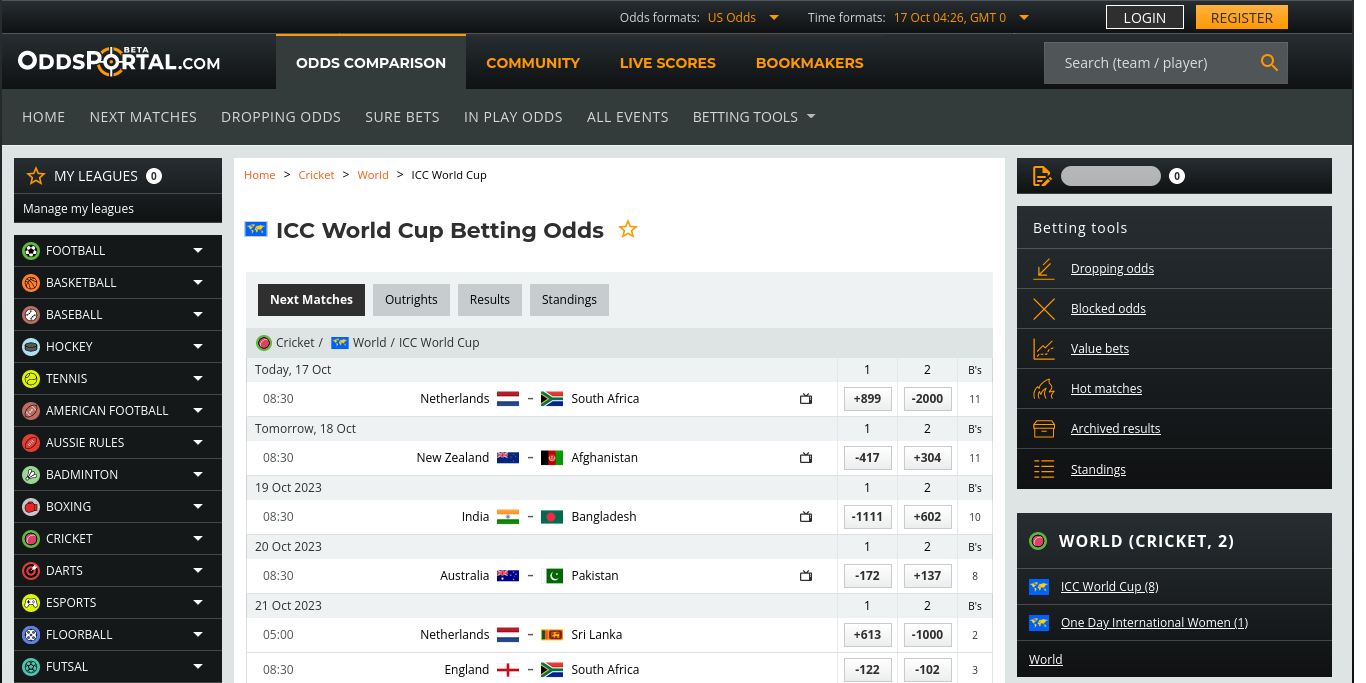 Odds formats: US Odds Time formats: 17 Oct 04:26, GMT 0 LOGIN REGISTER
ODDSPORTAL.COM BETA
ODDS COMPARISON COMMUNITY LIVE SCORES BOOKMAKERS Search (team / player)
HOME NEXT MATCHES DROPPING ODDS SURE BETS IN PLAY ODDS ALL EVENTS BETTING TOOLS
MY LEAGUES 0
Manage my leagues
FOOTBALL
BASKETBALL
BASEBALL
HOCKEY
TENNIS
AMERICAN FOOTBALL
AUSSIE RULES
BADMINTON
BOXING
CRICKET
DARTS
ESPORTS
FLOORBALL
FUTSAL
Home > Cricket > World > ICC World Cup
ICC World Cup Betting Odds
Next Matches Outrights Results Standings
Cricket / World / ICC World Cup
Today, 17 Oct 1 2 B's
08:30 Netherlands – South Africa +899 -2000 11
Tomorrow, 18 Oct 1 2 B's
08:30 New Zealand – Afghanistan -417 +304 11
19 Oct 2023 1 2 B's
08:30 India – Bangladesh -1111 +602 10
20 Oct 2023 1 2 B's
08:30 Australia – Pakistan -172 +137 8
21 Oct 2023 1 2 B's
05:00 Netherlands – Sri Lanka +613 -1000 2
08:30 England – South Africa -122 -102 3
0
Betting tools
Dropping odds
Blocked odds
Value bets
Hot matches
Archived results
Standings
WORLD (CRICKET, 2)
ICC World Cup (8)
One Day International Women (1)
World